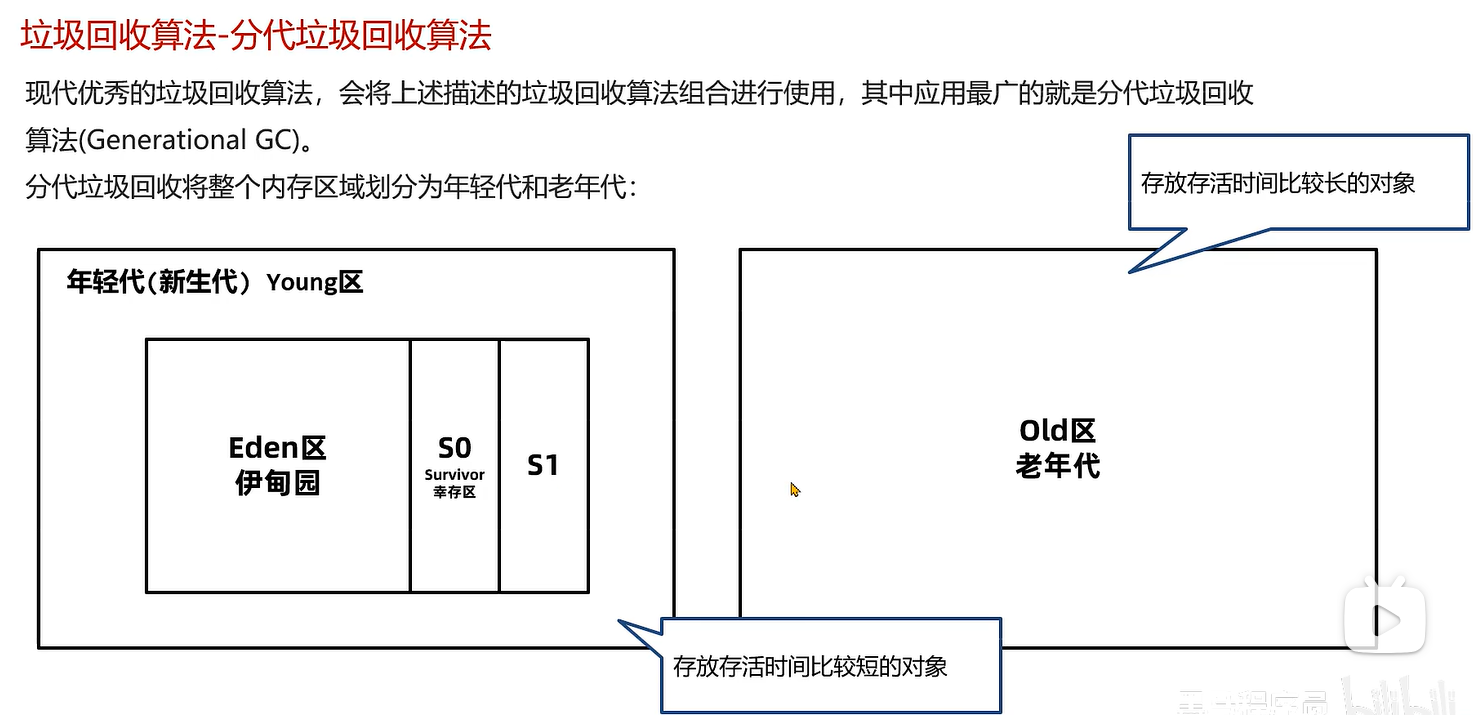 垃圾回收算法-分代垃圾回收算法
现代优秀的垃圾回收算法，会将上述描述的垃圾回收算法组合进行使用，其中应用最广的就是分代垃圾回收
算法(Generational GC)。
分代垃圾回收将整个内存区域划分为年轻代和老年代：
存放存活时间比较长的对象
年轻代（新生代）Young区
Eden区
伊甸园
S0
Survivor
幸存区
S1
Old区
老年代
存放存活时间比较短的对象
bilibili